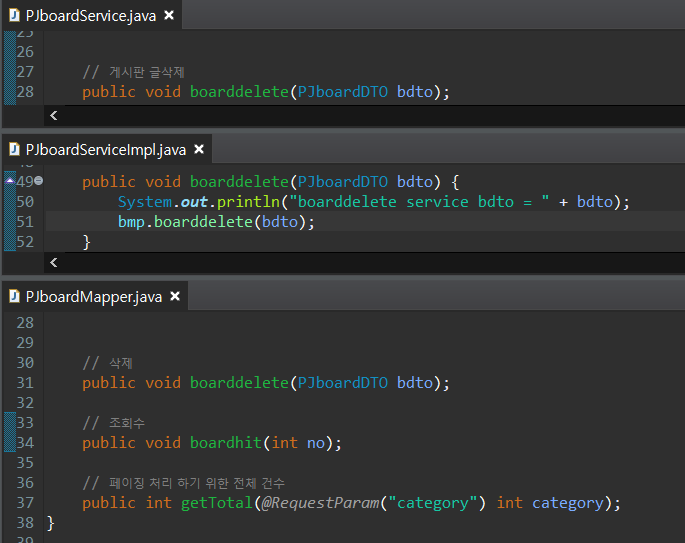 PJboardService.java
25
26
27 // 게시판 글삭제
28 public void boarddelete(PJboardDTO bdto);
PJboardServiceImpl.java
49 public void boarddelete(PJboardDTO bdto) {
50 System.out.println("boarddelete service bdto = " + bdto);
51 bmp.boarddelete(bdto);
52 }
PJboardMapper.java
28
29
30 // 삭제
31 public void boarddelete(PJboardDTO bdto);
32
33 // 조회수
34 public void boardhit(int no);
35
36 // 페이징 처리 하기 위한 전체 건수
37 public int getTotal(@RequestParam("category") int category);
38 }
39